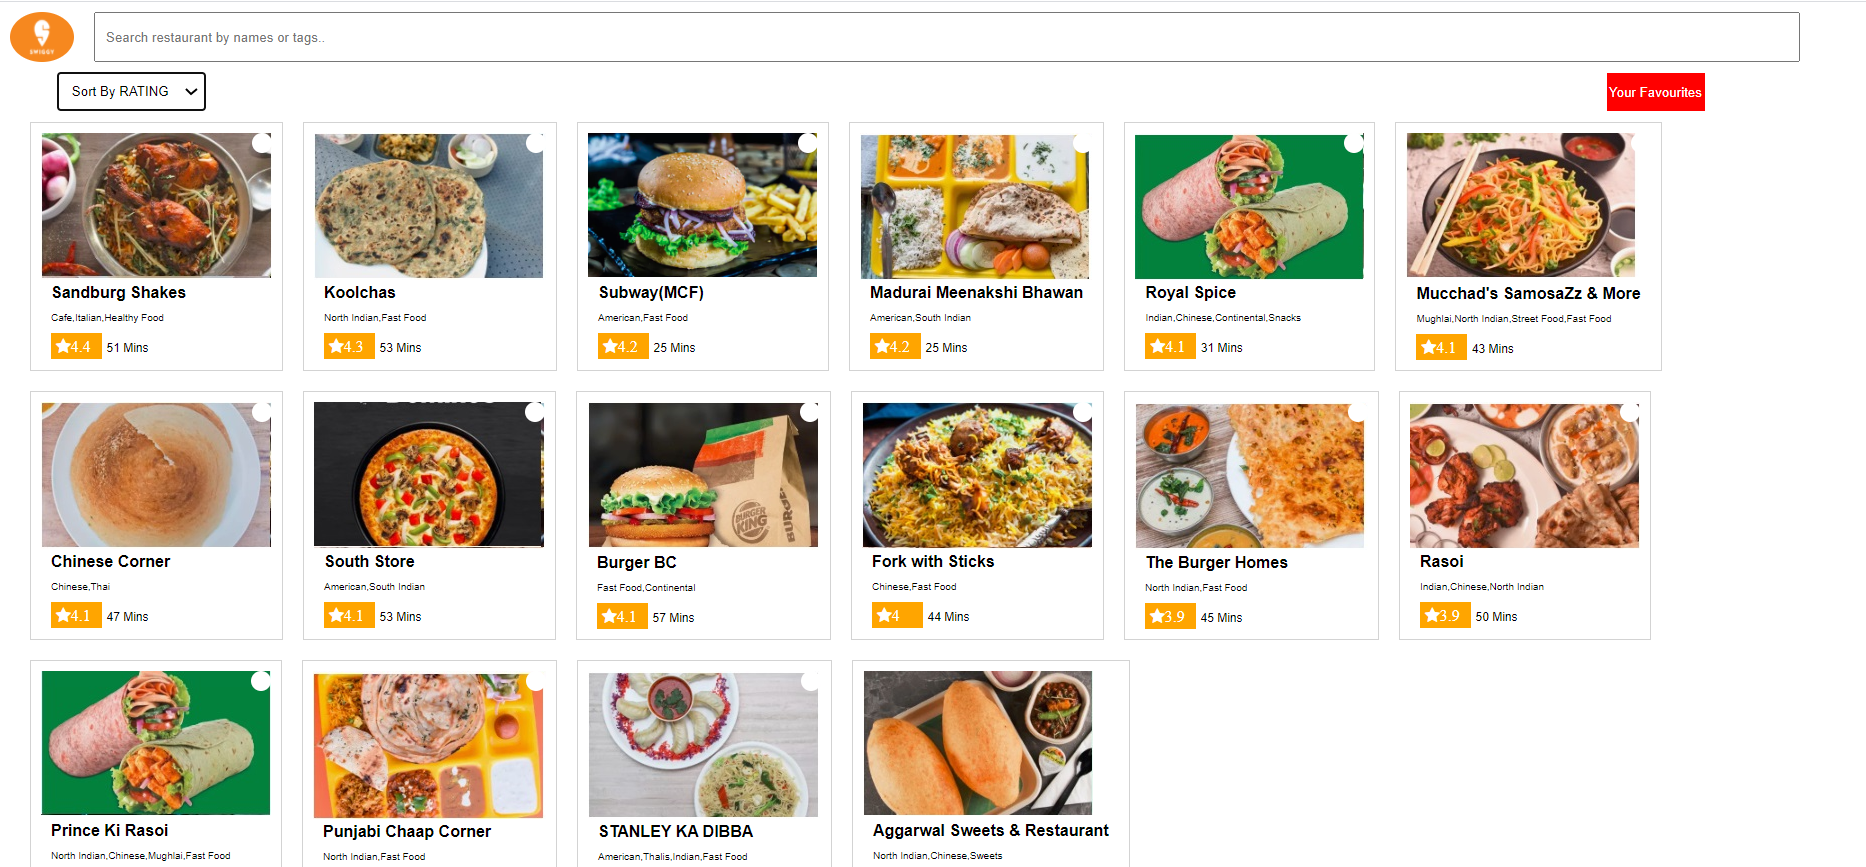 SWIGGY
Search restaurant by names or tags..
Sort By RATING
Your Favourites
Sandburg Shakes
Cafe,Italian,Healthy Food
4.4 51 Mins
Koolchas
North Indian,Fast Food
4.3 53 Mins
Subway(MCF)
American,Fast Food
4.2 25 Mins
Madurai Meenakshi Bhawan
American,South Indian
4.2 25 Mins
Royal Spice
Indian,Chinese,Continental,Snacks
4.1 31 Mins
Mucchad's SamosaZz & More
Mughlai,North Indian,Street Food,Fast Food
4.1 43 Mins
Chinese Corner
Chinese,Thai
4.1 47 Mins
South Store
American,South Indian
4.1 53 Mins
BURGER
KING
BURGE
Burger BC
Fast Food,Continental
4.1 57 Mins
Fork with Sticks
Chinese,Fast Food
4 44 Mins
The Burger Homes
North Indian,Fast Food
3.9 45 Mins
Rasoi
Indian,Chinese,North Indian
3.9 50 Mins
Prince Ki Rasoi
North Indian,Chinese,Mughlai,Fast Food
Punjabi Chaap Corner
North Indian,Fast Food
STANLEY KA DIBBA
American,Thalis,Indian,Fast Food
Aggarwal Sweets & Restaurant
North Indian,Chinese,Sweets